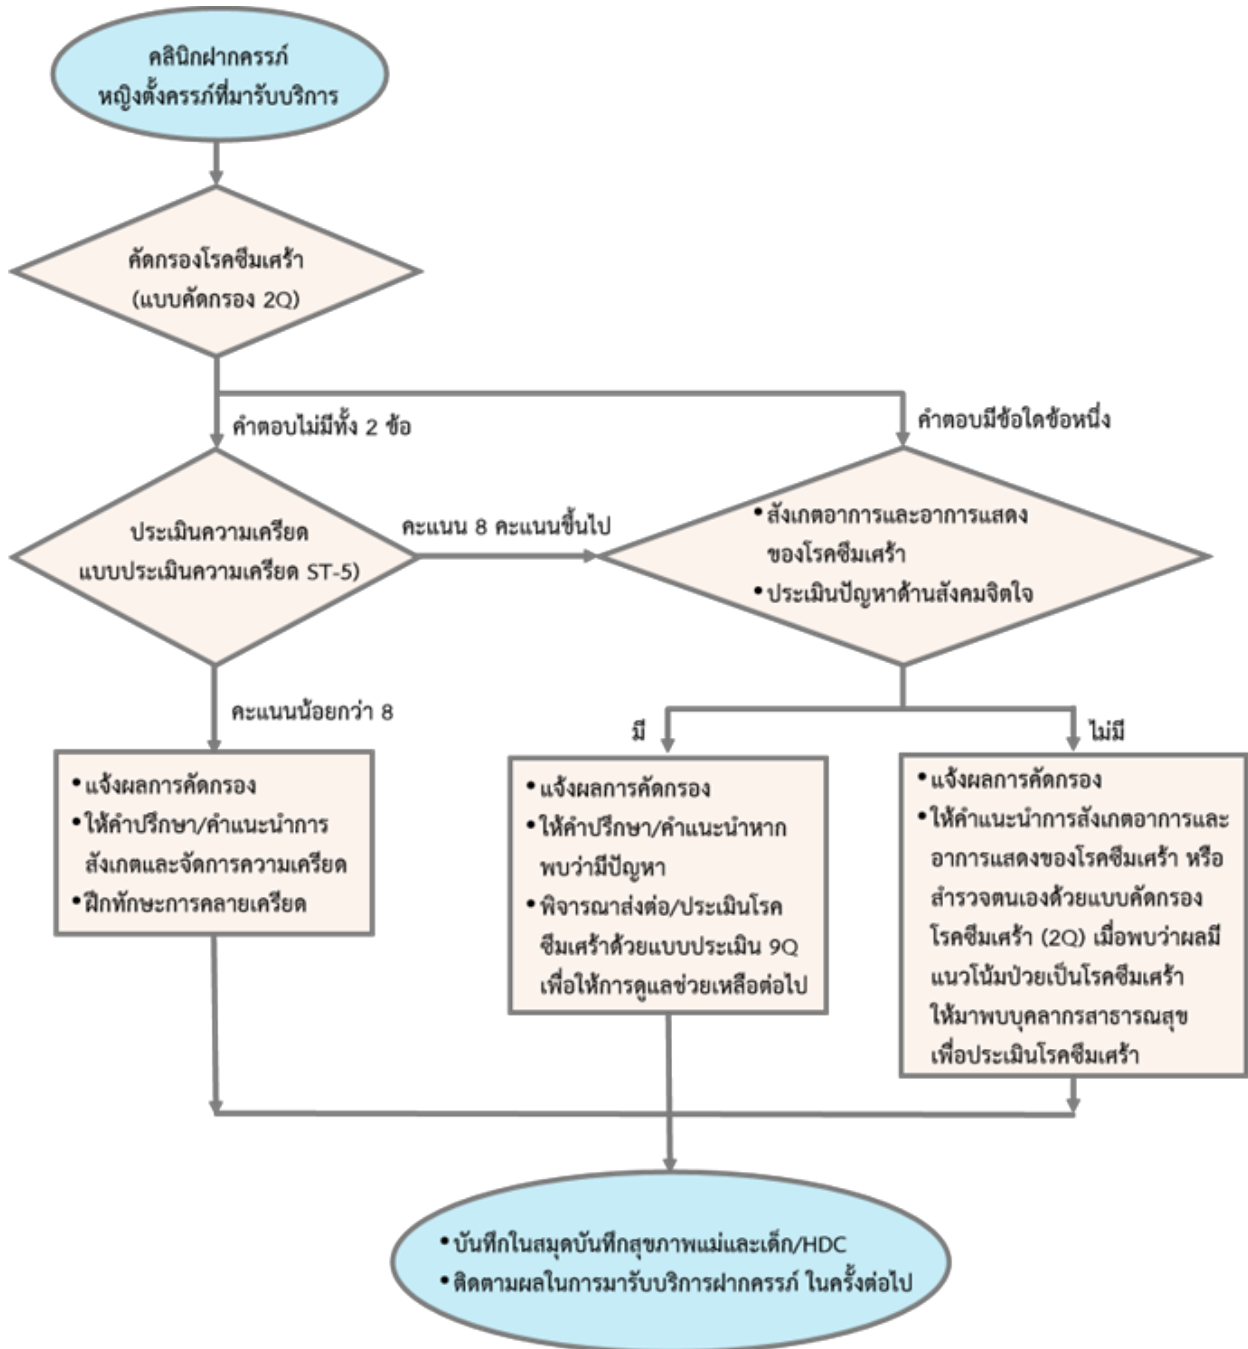 คลินิกฝากครรภ์
หญิงตั้งครรภ์ที่มารับบริการ
คัดกรองโรคซึมเศร้า
(แบบคัดกรอง 2Q)
คำตอบไม่มีทั้ง 2 ข้อ
คำตอบมีข้อใดข้อหนึ่ง
ประเมินความเครียด
แบบประเมินความเครียด ST-5)
คะแนน 8 คะแนนขึ้นไป
• สังเกตอาการและอาการแสดง
ของโรคซึมเศร้า
• ประเมินปัญหาด้านสังคมจิตใจ
คะแนนน้อยกว่า 8
มี
ไม่มี
• แจ้งผลการคัดกรอง
• ให้คำปรึกษา/คำแนะนำการ
สังเกตและจัดการความเครียด
• ฝึกทักษะการคลายเครียด
• แจ้งผลการคัดกรอง
• ให้คำปรึกษา/คำแนะนำหาก
พบว่ามีปัญหา
• พิจารณาส่งต่อ/ประเมินโรค
ซึมเศร้าด้วยแบบประเมิน 9Q
เพื่อให้การดูแลช่วยเหลือต่อไป
• แจ้งผลการคัดกรอง
• ให้คำแนะนำการสังเกตอาการและ
อาการแสดงของโรคซึมเศร้า หรือ
สำรวจตนเองด้วยแบบคัดกรอง
โรคซึมเศร้า (2Q) เมื่อพบว่าผลมี
แนวโน้มป่วยเป็นโรคซึมเศร้า
ให้มาพบบุคลากรสาธารณสุข
เพื่อประเมินโรคซึมเศร้า
• บันทึกในสมุดบันทึกสุขภาพแม่และเด็ก/HDC
• ติดตามผลในการมารับบริการฝากครรภ์ ในครั้งต่อไป